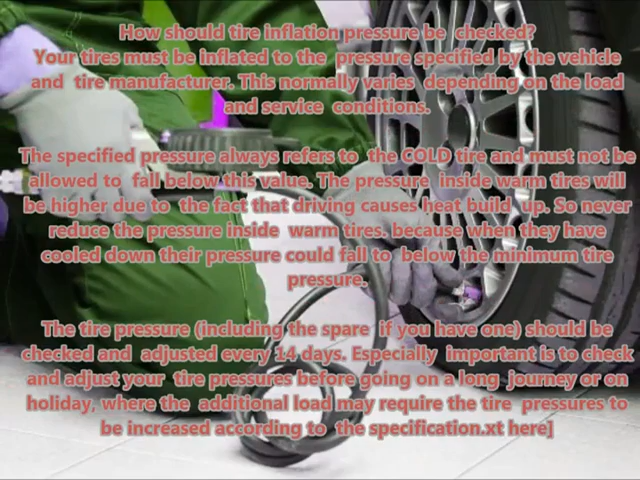 How should tire inflation pressure be checked?
Your tires must be inflated to the pressure specified by the vehicle
and tire manufacturer. This normally varies depending on the load
and service conditions.
The specified pressure always refers to the COLD tire and must not be
allowed to fall below this value. The pressure inside warm tires will
be higher due to the fact that driving causes heat build up. So never
reduce the pressure inside warm tires. because when they have
cooled down their pressure could fall to below the minimum tire
pressure.
The tire pressure (including the spare if you have one) should be
checked and adjusted every 14 days. Especially important is to check
and adjust your tire pressures before going on a long journey or on
holiday, where the additional load may require the tire pressures to
be increased according to the specification.xt here]